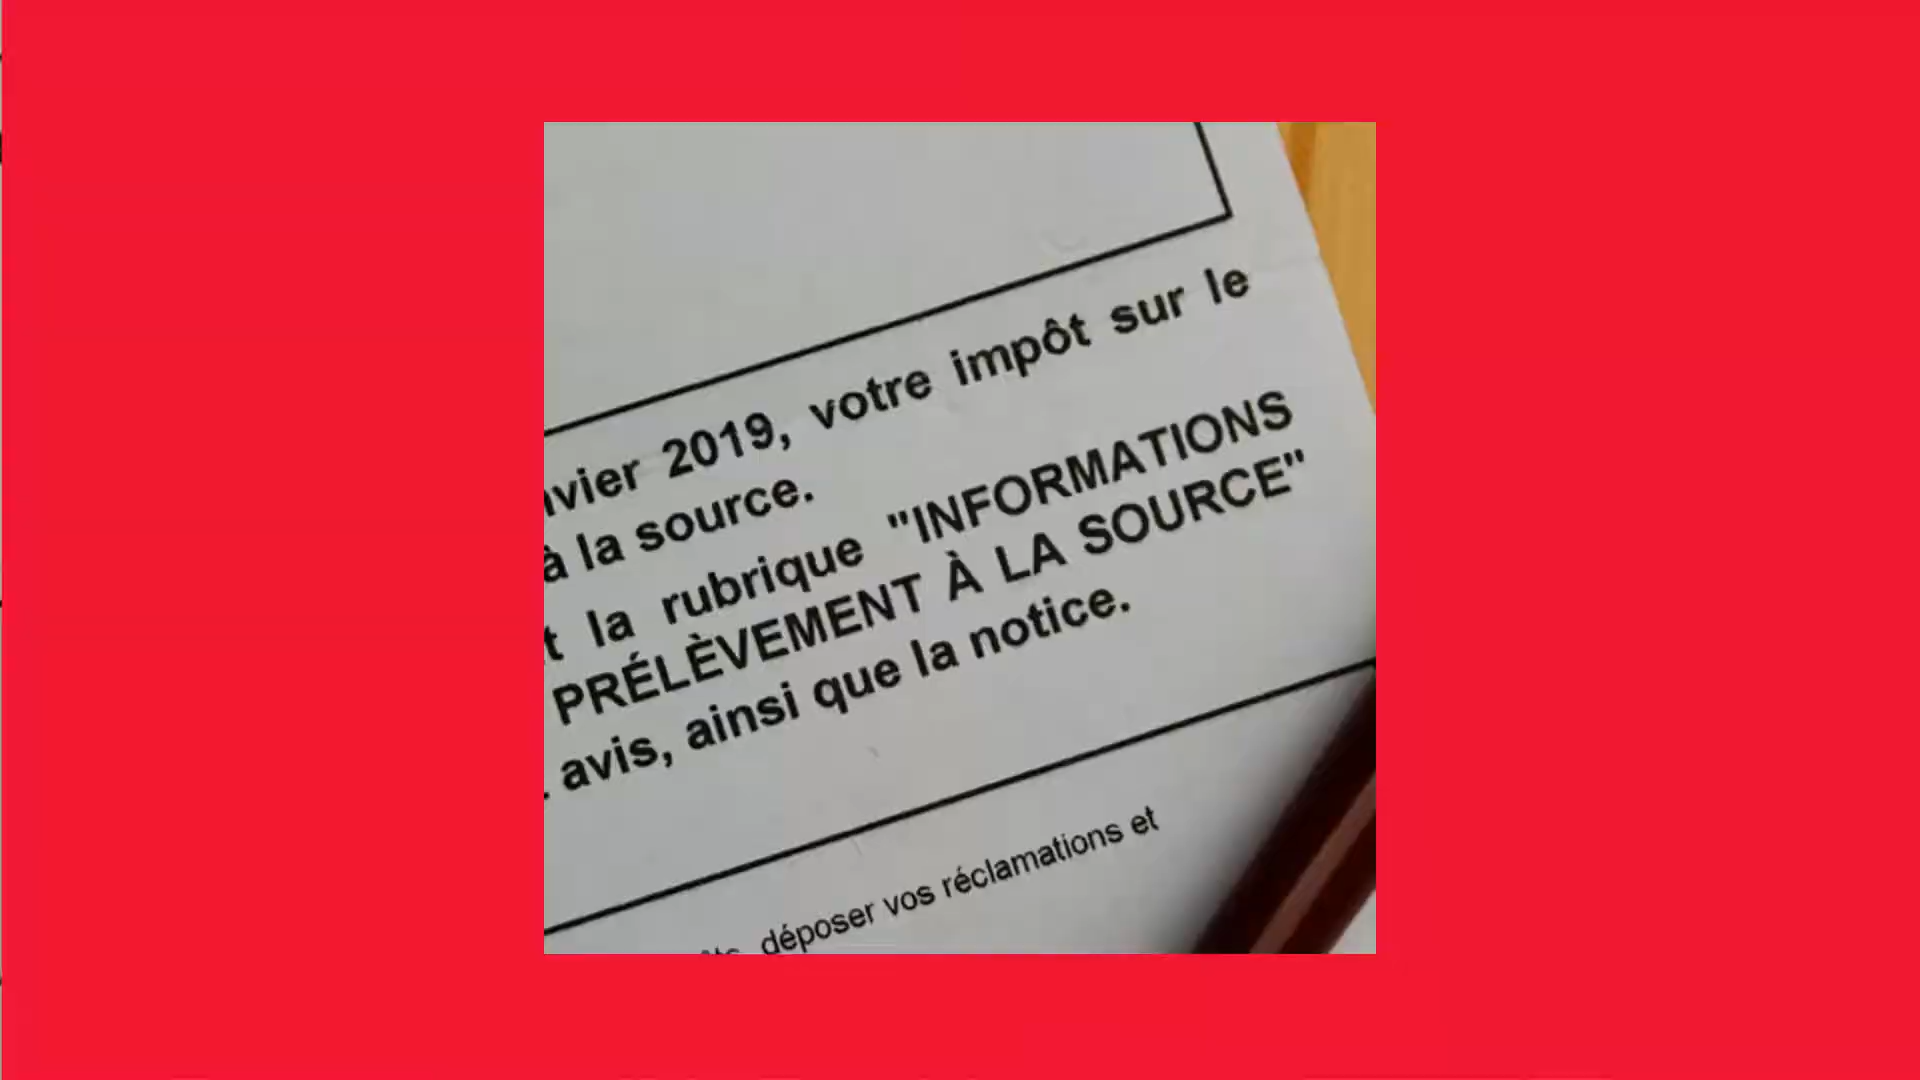 nvier 2019, votre impôt sur le
à la source.
la rubrique "INFORMATIONS
PRÉLÈVEMENT À LA SOURCE"
avis, ainsi que la notice.
déposer vos réclamations et